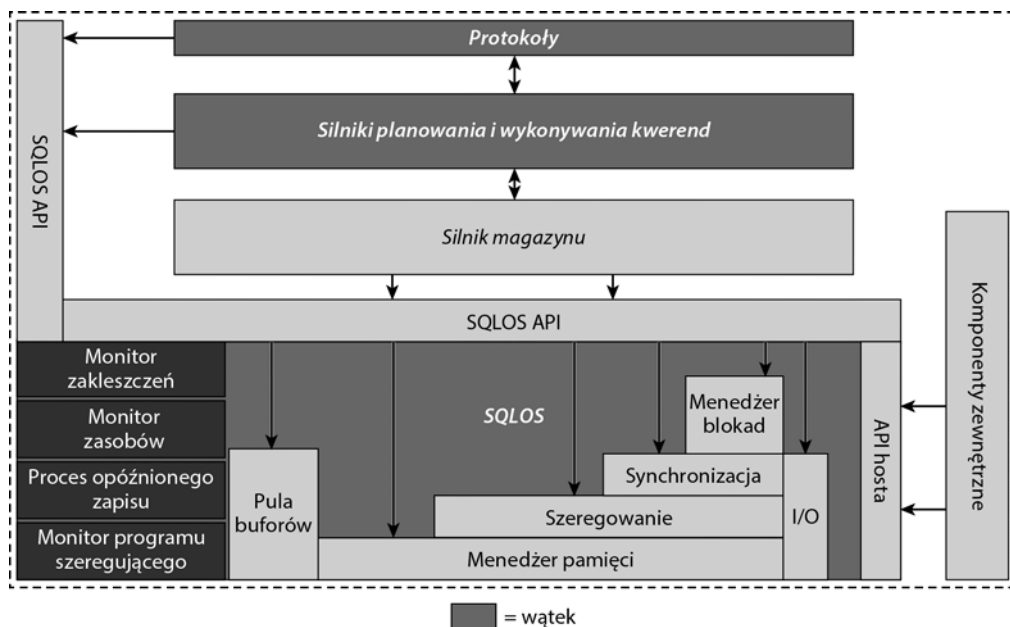 Protokoły
Silniki planowania i wykonywania kwerend
SQLOS API
Silnik magazynu
SQLOS API
Komponenty zewnętrzne
Monitor
zakleszczeń
Monitor
zasobów
Proces opóźnionego
zapisu
Monitor programu
szeregującego
SQLOS
Menedżer
blokad
Synchronizacja
Szeregowanie
Pula
buforów
I/O
Menedżer pamięci
API hosta
= wątek